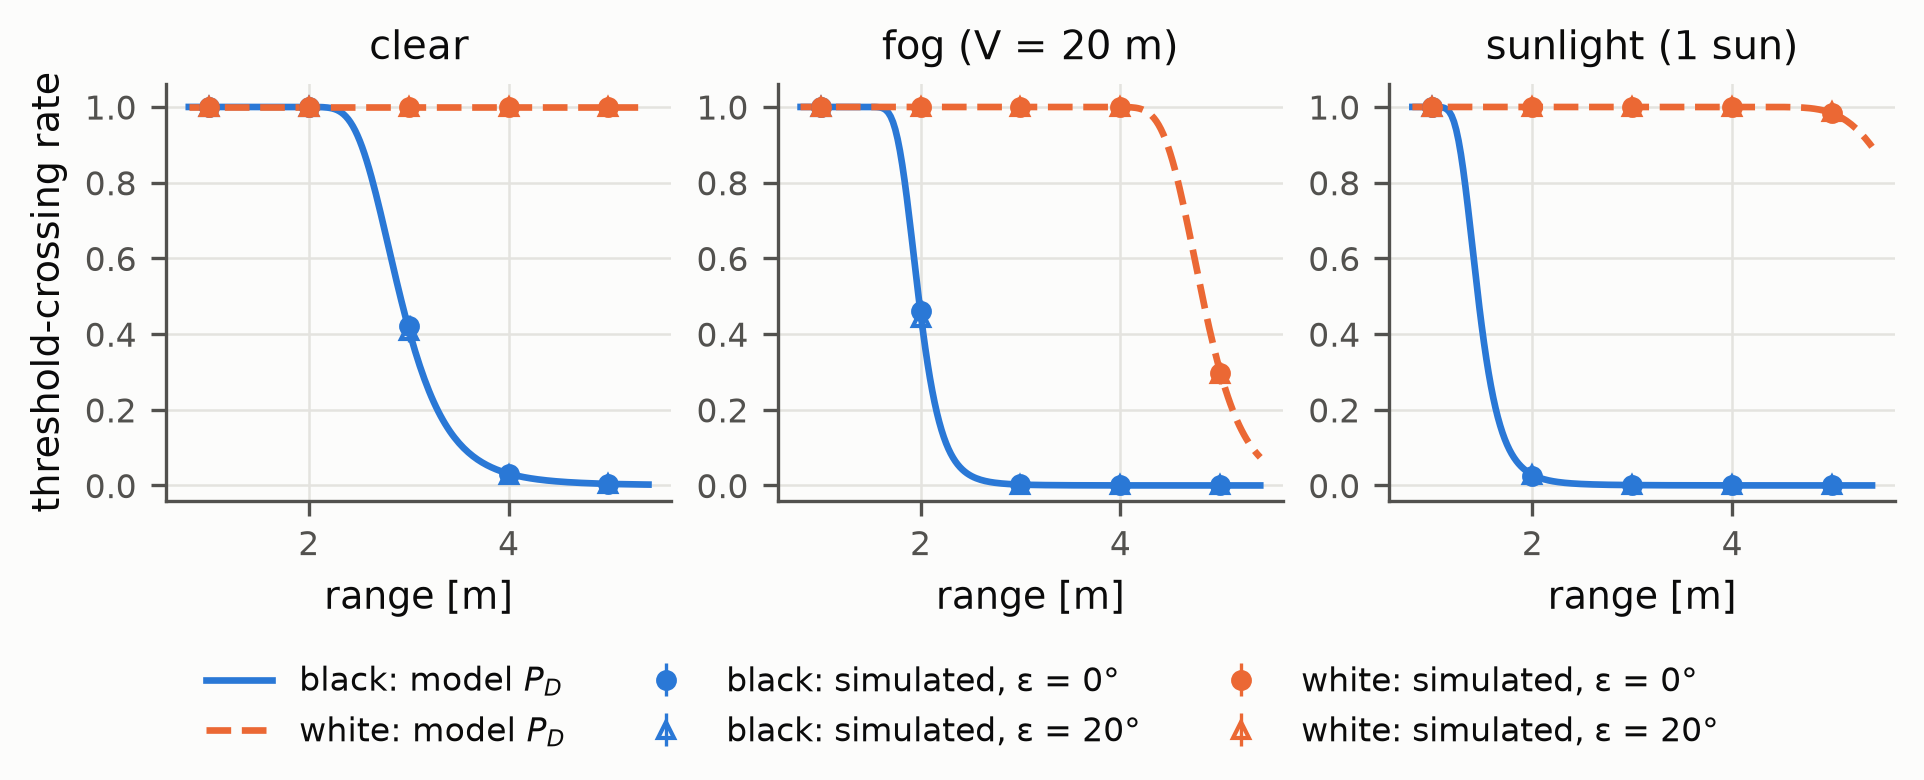 clear
fog (V = 20 m)
sunlight (1 sun)
threshold-crossing rate
1.0
0.8
0.6
0.4
0.2
0.0
1.0
0.8
0.6
0.4
0.2
0.0
1.0
0.8
0.6
0.4
0.2
0.0
2 4
2 4
2 4
range [m]
range [m]
range [m]
black: model P_D
white: model P_D
black: simulated, ε = 0°
black: simulated, ε = 20°
white: simulated, ε = 0°
white: simulated, ε = 20°